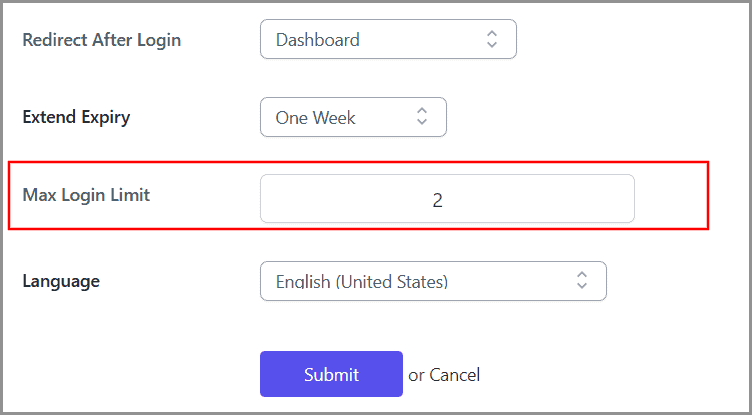 Redirect After Login Dashboard
Extend Expiry One Week
Max Login Limit 2
Language English (United States)
Submit or Cancel